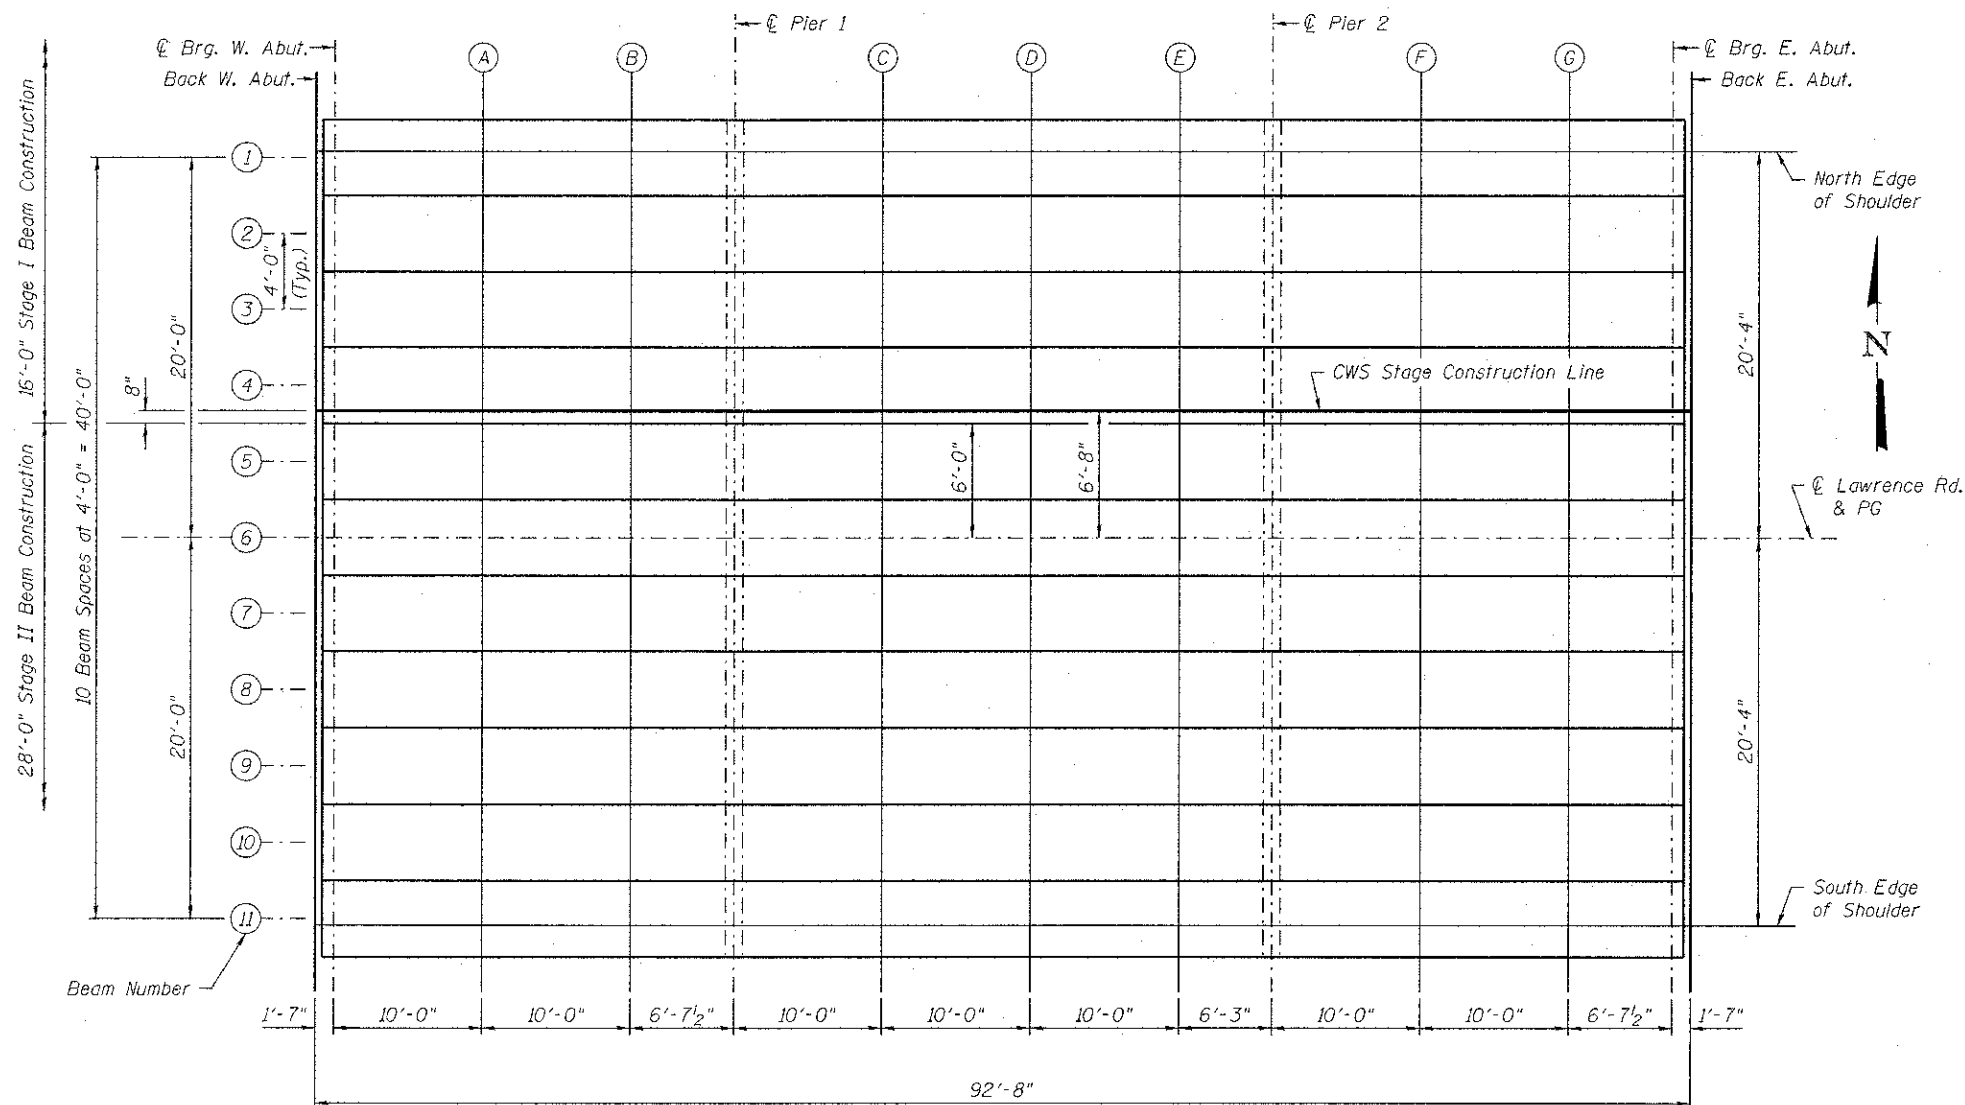 ℄ Pier 1
℄ Pier 2
℄ Brg. W. Abut.
Back W. Abut.
℄ Brg. E. Abut.
Back E. Abut.
A
B
C
D
E
F
G
16'-0" Stage I Beam Construction
28'-0" Stage II Beam Construction
10 Beam Spaces at 4'-0" = 40'-0"
20'-0"
20'-0"
8"
4'-0"
(Typ.)
1
2
3
4
5
6
7
8
9
10
11
Beam Number
CWS Stage Construction Line
6'-0"
6'-8"
North Edge
of Shoulder
N
20'-4"
℄ Lawrence Rd.
& PG
20'-4"
South Edge
of Shoulder
1'-7"
10'-0"
10'-0"
6'-7½"
10'-0"
10'-0"
10'-0"
6'-3"
10'-0"
10'-0"
6'-7½"
1'-7"
92'-8"